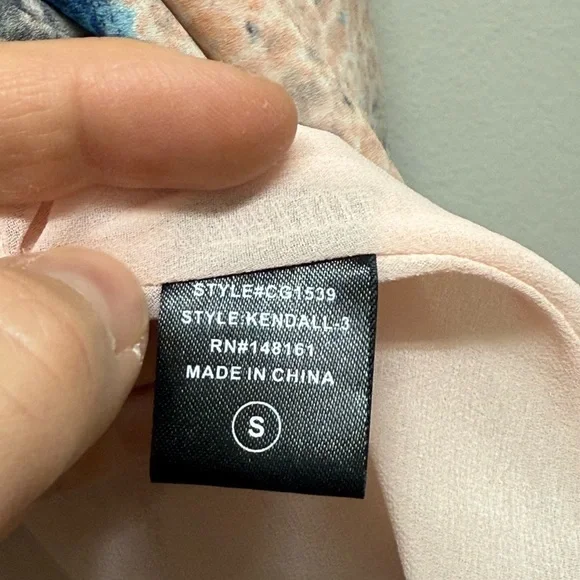 STYLE#CG1539
STYLE:KENDALL-3
RN#148161
MADE IN CHINA
S